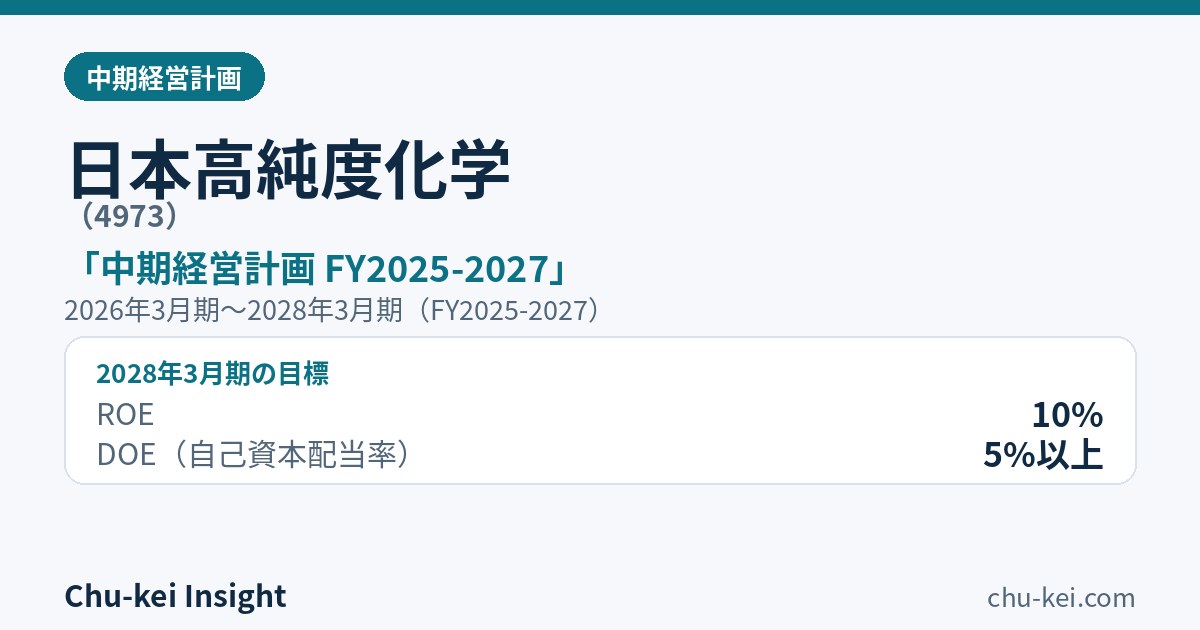 中期経営計画
日本高純度化学
（4973）
「中期経営計画 FY2025-2027」
2026年3月期～2028年3月期（FY2025-2027）
2028年3月期の目標
ROE 10%
DOE（自己資本配当率） 5%以上
Chu-kei Insight chu-kei.com